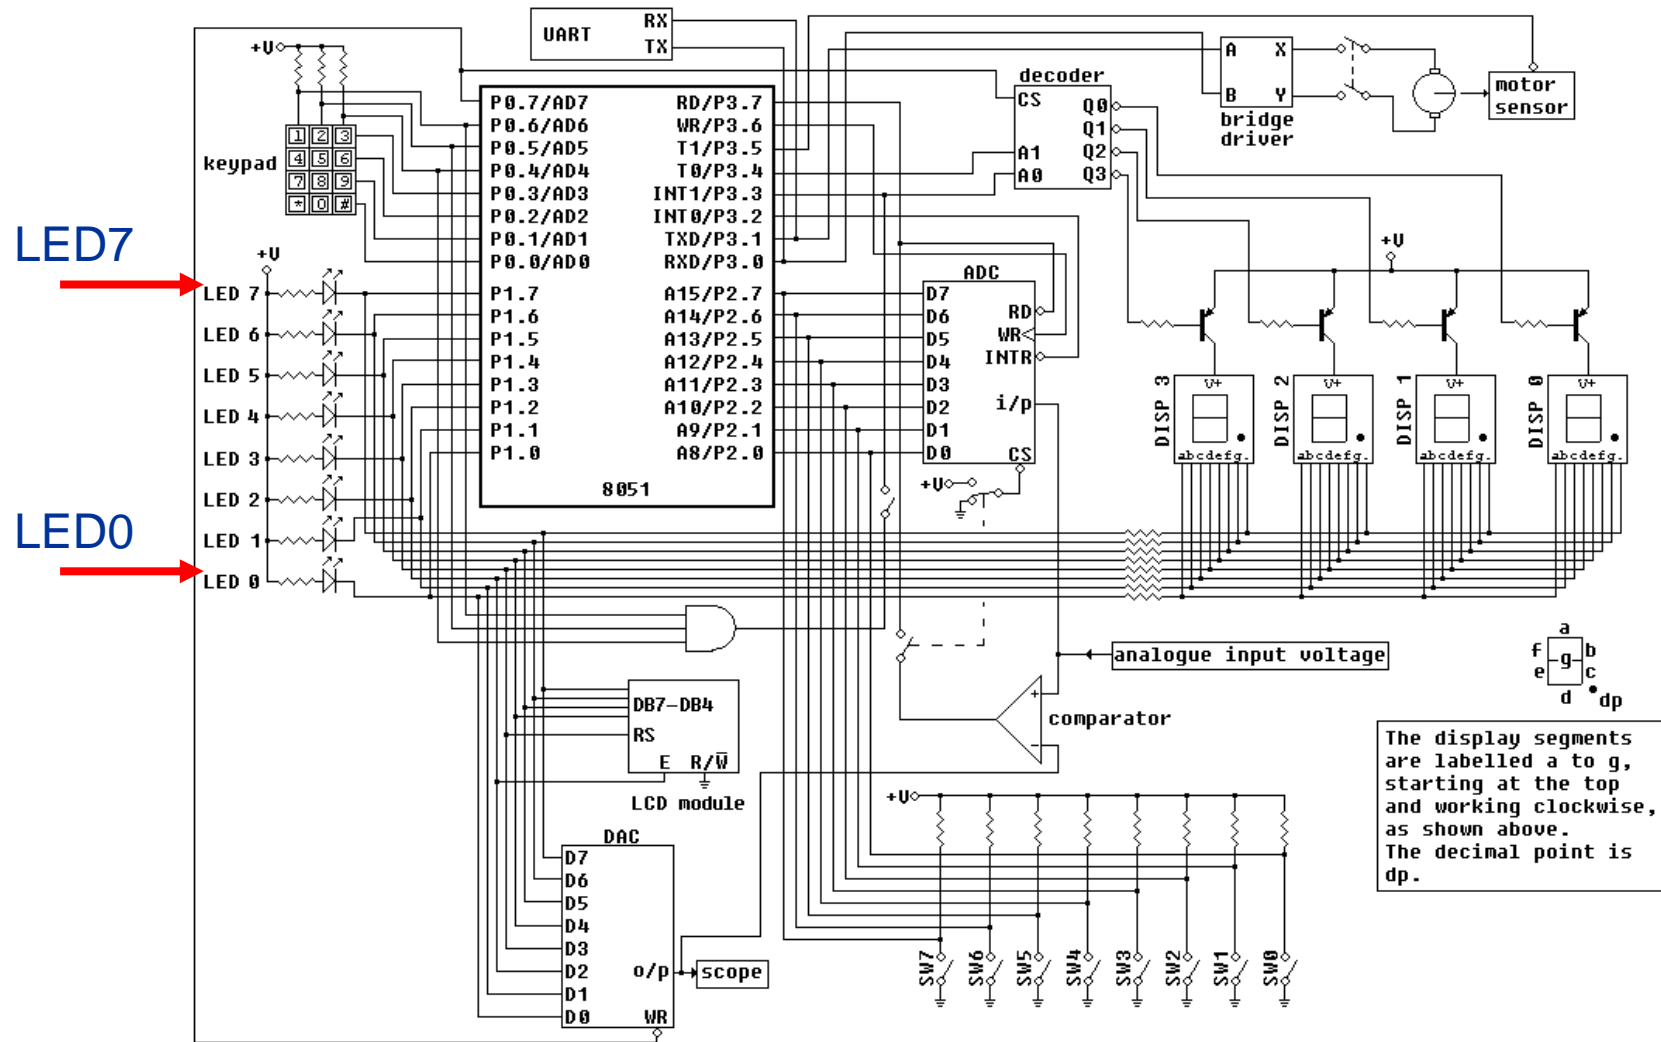 LED7
LED0
UART
RX
TX
+V
keypad
1 2 3
4 5 6
7 8 9
* 0 #
+V
LED 7
LED 6
LED 5
LED 4
LED 3
LED 2
LED 1
LED 0
P0.7/AD7
P0.6/AD6
P0.5/AD5
P0.4/AD4
P0.3/AD3
P0.2/AD2
P0.1/AD1
P0.0/AD0
P1.7
P1.6
P1.5
P1.4
P1.3
P1.2
P1.1
P1.0
RD/P3.7
WR/P3.6
T1/P3.5
T0/P3.4
INT1/P3.3
INT0/P3.2
TXD/P3.1
RXD/P3.0
A15/P2.7
A14/P2.6
A13/P2.5
A12/P2.4
A11/P2.3
A10/P2.2
A9/P2.1
A8/P2.0
8051
decoder
CS
A1
A0
Q0
Q1
Q2
Q3
A X
B Y
bridge
driver
motor
sensor
ADC
D7
D6
D5
D4
D3
D2
D1
D0
RD
WR
INTR
i/p
CS
+V
+V
DISP 3
V+
abcdefg.
DISP 2
V+
abcdefg.
DISP 1
V+
abcdefg.
DISP 0
V+
abcdefg.
analogue input voltage
comparator
+
-
a
f b
g
e c
d
dp
The display segments
are labelled a to g,
starting at the top
and working clockwise,
as shown above.
The decimal point is
dp.
DB7-DB4
RS
E R/W̅
LCD module
DAC
D7
D6
D5
D4
D3
D2
D1
D0
o/p
WR
scope
+V
SW7
SW6
SW5
SW4
SW3
SW2
SW1
SW0